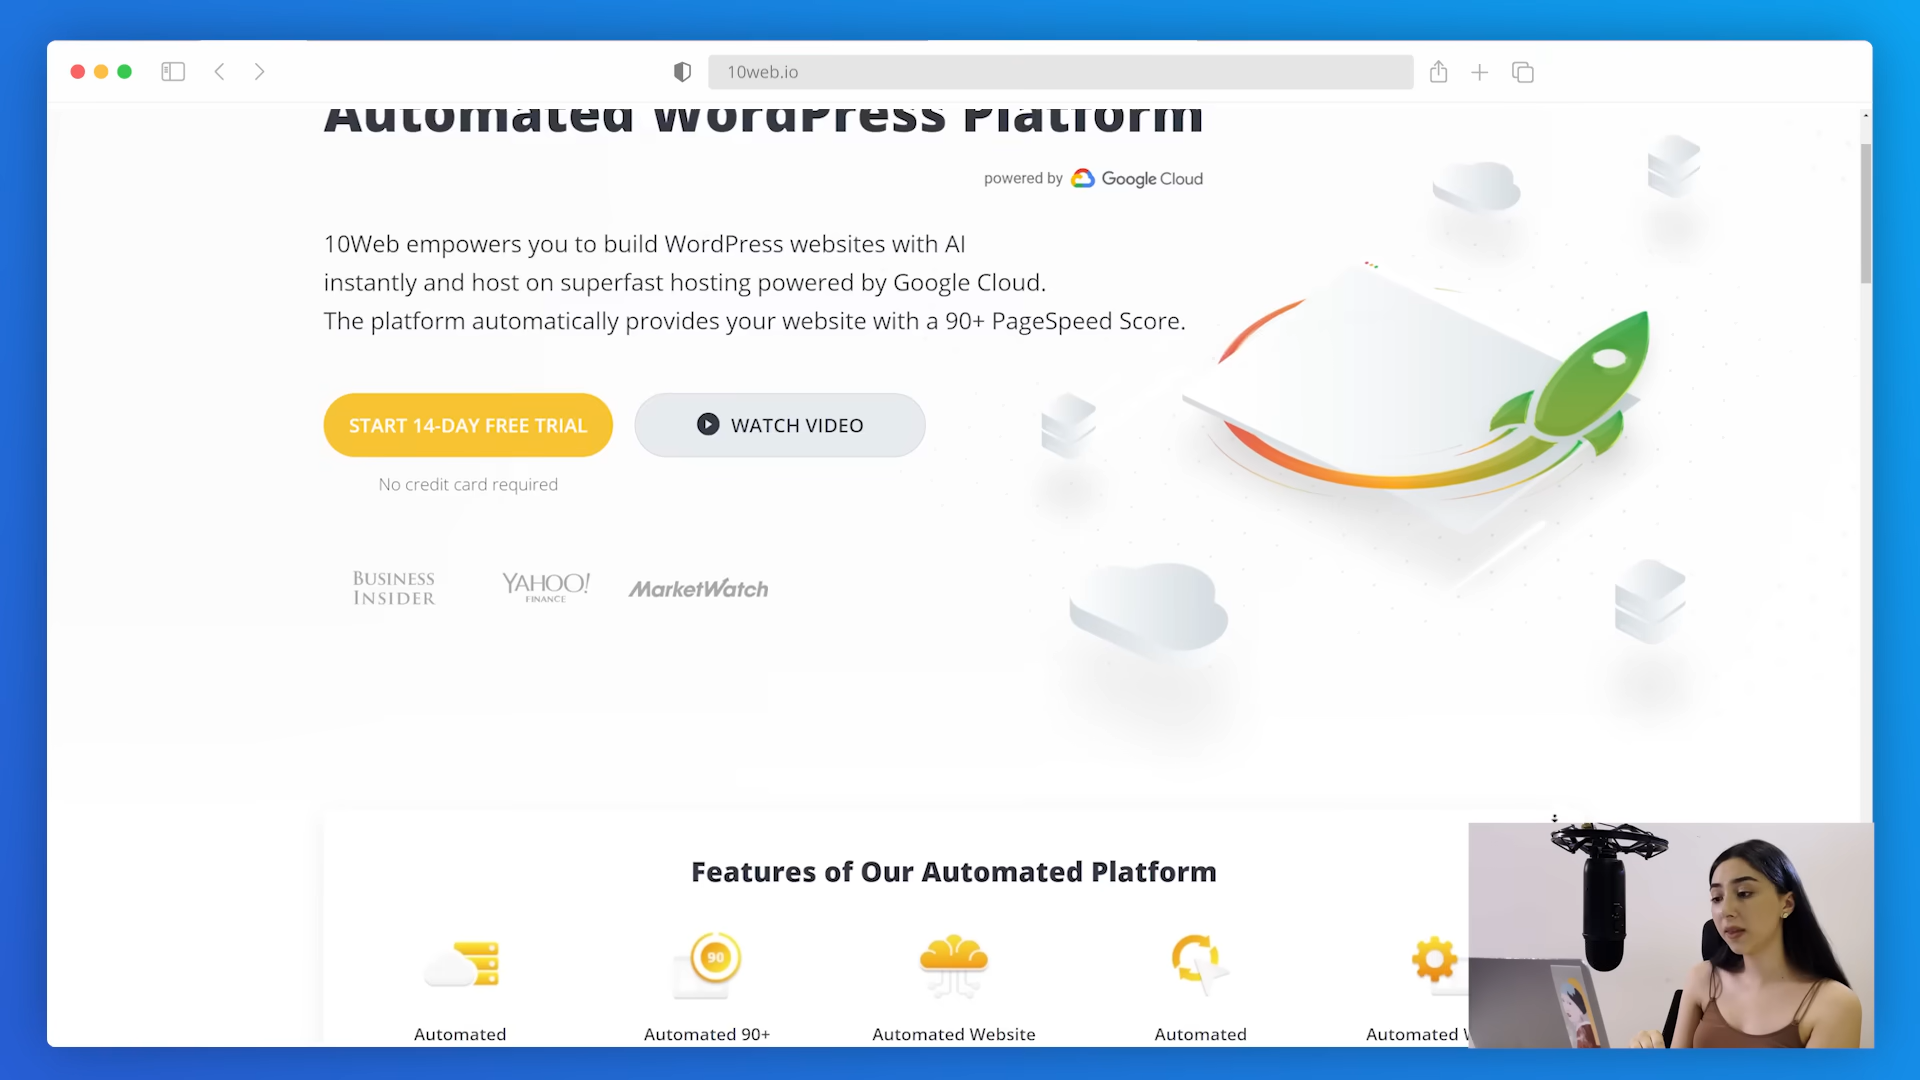 10web.io
Automated WordPress Platform
powered by Google Cloud
10Web empowers you to build WordPress websites with AI
instantly and host on superfast hosting powered by Google Cloud.
The platform automatically provides your website with a 90+ PageSpeed Score.
START 14-DAY FREE TRIAL
WATCH VIDEO
No credit card required
BUSINESS
INSIDER
YAHOO!
FINANCE
MarketWatch
Features of Our Automated Platform
90
Automated
Automated 90+
Automated Website
Automated
Automated